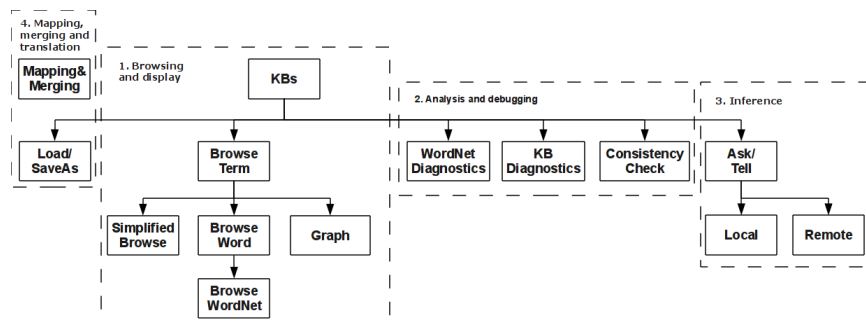 4. Mapping,
merging and
translation
Mapping&
Merging
1. Browsing
and display
KBs
2. Analysis and debugging
3. Inference
Load/
SaveAs
Browse
Term
WordNet
Diagnostics
KB
Diagnostics
Consistency
Check
Ask/
Tell
Simplified
Browse
Browse
Word
Graph
Local
Remote
Browse
WordNet